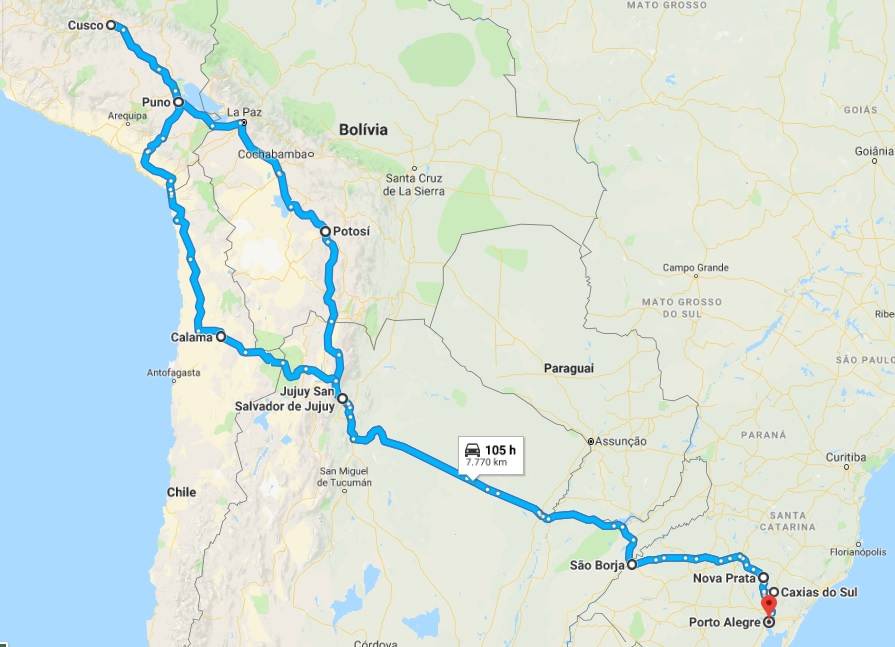 MATO GROSSO
Cusco
Puno
Arequipa
La Paz
Bolívia
Cochabamba
Santa Cruz
de La Sierra
GOIÁS
Goiânia
Potosí
Campo Grande
MATO GROSSO
DO SUL
Ribe
Calama
Antofagasta
SÃO PAULO
Paraguai
Jujuy San
Salvador de Jujuy
105 h
7.770 km
Assunção
PARANÁ
Curitiba
San Miguel
de Tucumán
Chile
SANTA
CATARINA
Florianópolis
São Borja
Nova Prata
Caxias do Sul
Porto Alegre
Córdova